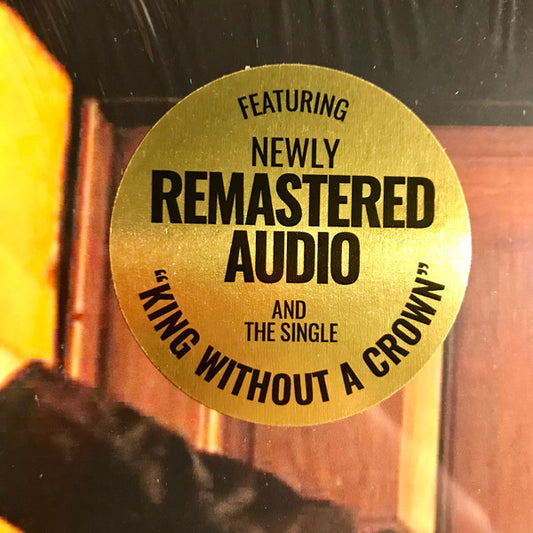 FEATURING
NEWLY
REMASTERED
AUDIO
AND
THE SINGLE
"KING WITHOUT A CROWN"